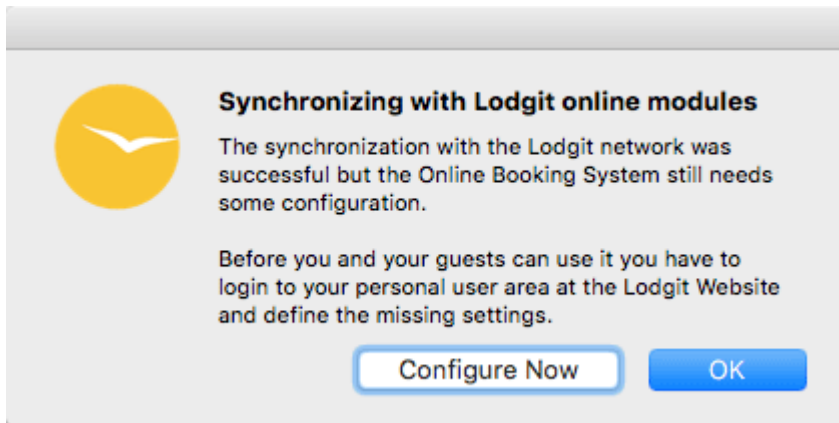 Synchronizing with Lodgit online modules
The synchronization with the Lodgit network was
successful but the Online Booking System still needs
some configuration.
Before you and your guests can use it you have to
login to your personal user area at the Lodgit Website
and define the missing settings.
Configure Now
OK